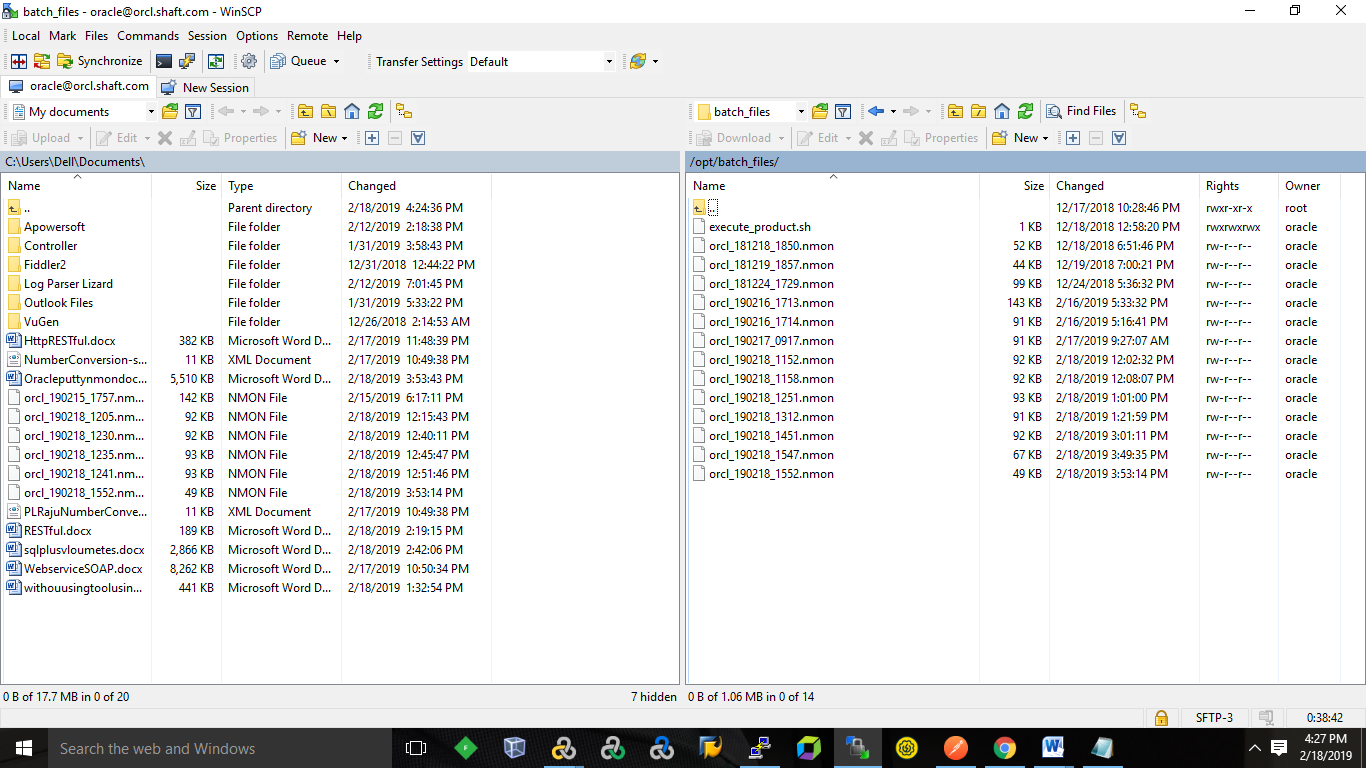 batch_files - oracle@orcl.shaft.com - WinSCP
Local Mark Files Commands Session Options Remote Help
Synchronize Queue Transfer Settings Default
oracle@orcl.shaft.com New Session
My documents batch_files Find Files
Upload Edit Properties New Download Edit Properties New
C:\Users\Dell\Documents\ /opt/batch_files/
Name Size Type Changed Name Size Changed Rights Owner
.. Parent directory 2/18/2019 4:24:36 PM .. 12/17/2018 10:28:46 PM rwxr-xr-x root
Apowersoft File folder 2/12/2019 2:18:38 PM execute_product.sh 1 KB 12/18/2018 12:58:20 PM rwxrwxrwx oracle
Controller File folder 1/31/2019 3:58:43 PM orcl_181218_1850.nmon 52 KB 12/18/2018 6:51:46 PM rw-r--r-- oracle
Fiddler2 File folder 12/31/2018 12:44:22 PM orcl_181219_1857.nmon 44 KB 12/19/2018 7:00:21 PM rw-r--r-- oracle
Log Parser Lizard File folder 2/12/2019 7:01:45 PM orcl_181224_1729.nmon 99 KB 12/24/2018 5:36:32 PM rw-r--r-- oracle
Outlook Files File folder 1/31/2019 5:33:22 PM orcl_190216_1713.nmon 143 KB 2/16/2019 5:33:32 PM rw-r--r-- oracle
VuGen File folder 12/26/2018 2:14:53 AM orcl_190216_1714.nmon 91 KB 2/16/2019 5:16:41 PM rw-r--r-- oracle
HttpRESTful.docx 382 KB Microsoft Word D... 2/17/2019 11:48:39 PM orcl_190217_0917.nmon 91 KB 2/17/2019 9:27:07 AM rw-r--r-- oracle
NumberConversion-s... 11 KB XML Document 2/17/2019 10:49:38 PM orcl_190218_1152.nmon 92 KB 2/18/2019 12:02:32 PM rw-r--r-- oracle
Oracleputtynmondoc... 5,510 KB Microsoft Word D... 2/18/2019 3:53:43 PM orcl_190218_1158.nmon 92 KB 2/18/2019 12:08:07 PM rw-r--r-- oracle
orcl_190215_1757.nm... 142 KB NMON File 2/15/2019 6:17:11 PM orcl_190218_1251.nmon 93 KB 2/18/2019 1:01:00 PM rw-r--r-- oracle
orcl_190218_1205.nm... 92 KB NMON File 2/18/2019 12:15:43 PM orcl_190218_1312.nmon 91 KB 2/18/2019 1:21:59 PM rw-r--r-- oracle
orcl_190218_1230.nm... 92 KB NMON File 2/18/2019 12:40:11 PM orcl_190218_1451.nmon 92 KB 2/18/2019 3:01:11 PM rw-r--r-- oracle
orcl_190218_1235.nm... 93 KB NMON File 2/18/2019 12:45:47 PM orcl_190218_1547.nmon 67 KB 2/18/2019 3:49:35 PM rw-r--r-- oracle
orcl_190218_1241.nm... 93 KB NMON File 2/18/2019 12:51:46 PM orcl_190218_1552.nmon 49 KB 2/18/2019 3:53:14 PM rw-r--r-- oracle
orcl_190218_1552.nm... 49 KB NMON File 2/18/2019 3:53:14 PM
PLRajuNumberConve... 11 KB XML Document 2/17/2019 10:49:38 PM
RESTful.docx 189 KB Microsoft Word D... 2/18/2019 2:19:15 PM
sqlplusvloumetes.docx 2,866 KB Microsoft Word D... 2/18/2019 2:42:06 PM
WebserviceSOAP.docx 8,262 KB Microsoft Word D... 2/17/2019 10:50:34 PM
withouusingtoolusin... 441 KB Microsoft Word D... 2/18/2019 1:32:54 PM
0 B of 17.7 MB in 0 of 20 7 hidden 0 B of 1.06 MB in 0 of 14
SFTP-3 0:38:42
Search the web and Windows 4:27 PM
2/18/2019